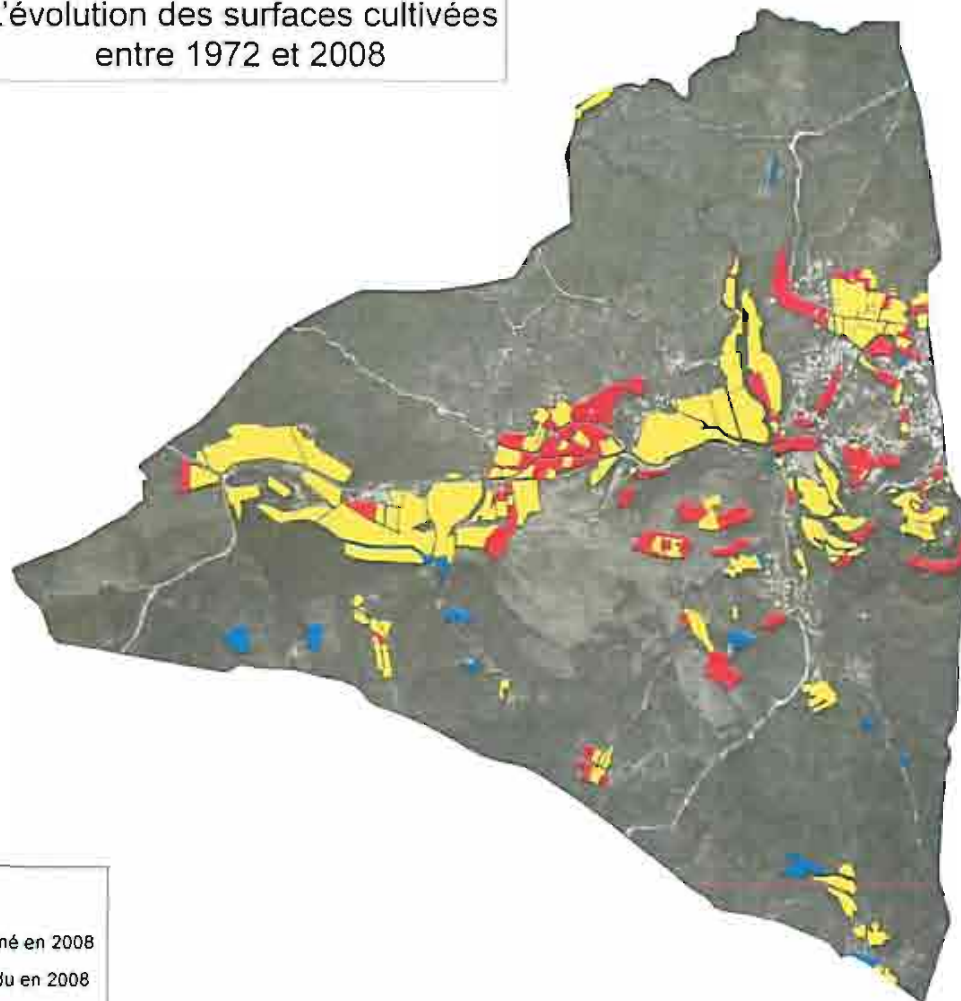 'évolution des surfaces cultivées
entre 1972 et 2008
né en 2008
du en 2008